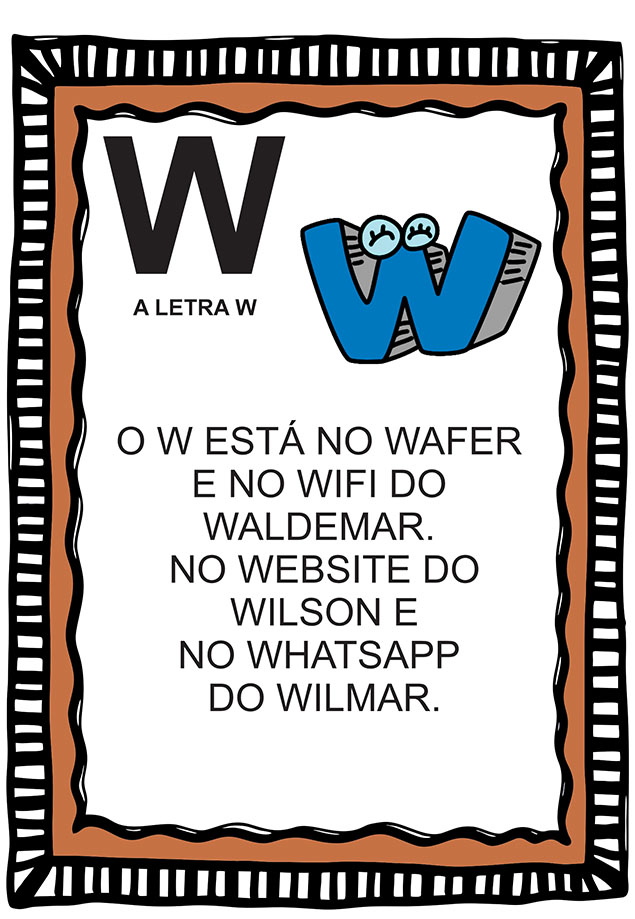 W
A LETRA W
W
O W ESTÁ NO WAFER
E NO WIFI DO
WALDEMAR.
NO WEBSITE DO
WILSON E
NO WHATSAPP
DO WILMAR.